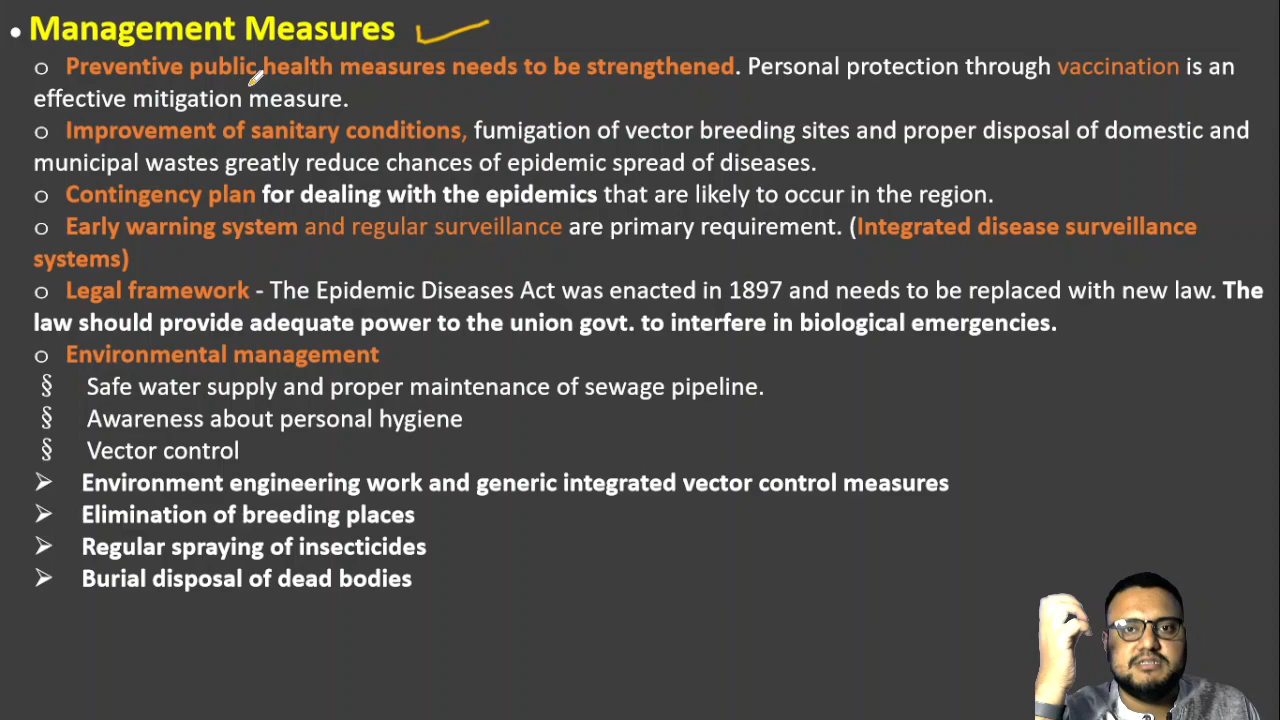 • Management Measures
o Preventive public health measures needs to be strengthened. Personal protection through vaccination is an
effective mitigation measure.
o Improvement of sanitary conditions, fumigation of vector breeding sites and proper disposal of domestic and
municipal wastes greatly reduce chances of epidemic spread of diseases.
o Contingency plan for dealing with the epidemics that are likely to occur in the region.
o Early warning system and regular surveillance are primary requirement. (Integrated disease surveillance
systems)
o Legal framework - The Epidemic Diseases Act was enacted in 1897 and needs to be replaced with new law. The
law should provide adequate power to the union govt. to interfere in biological emergencies.
o Environmental management
§ Safe water supply and proper maintenance of sewage pipeline.
§ Awareness about personal hygiene
§ Vector control
➢ Environment engineering work and generic integrated vector control measures
➢ Elimination of breeding places
➢ Regular spraying of insecticides
➢ Burial disposal of dead bodies